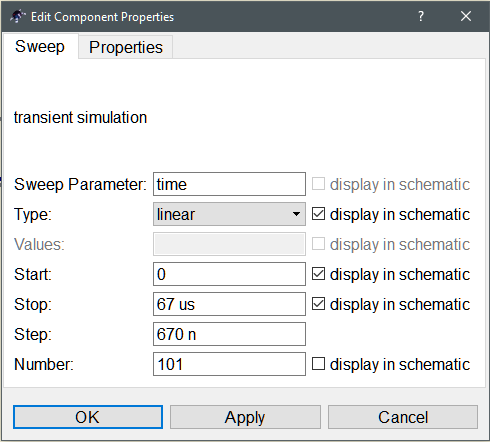 Edit Component Properties
Sweep Properties
transient simulation
Sweep Parameter: time display in schematic
Type: linear display in schematic
Values: display in schematic
Start: 0 display in schematic
Stop: 67 us display in schematic
Step: 670 n
Number: 101 display in schematic
OK Apply Cancel